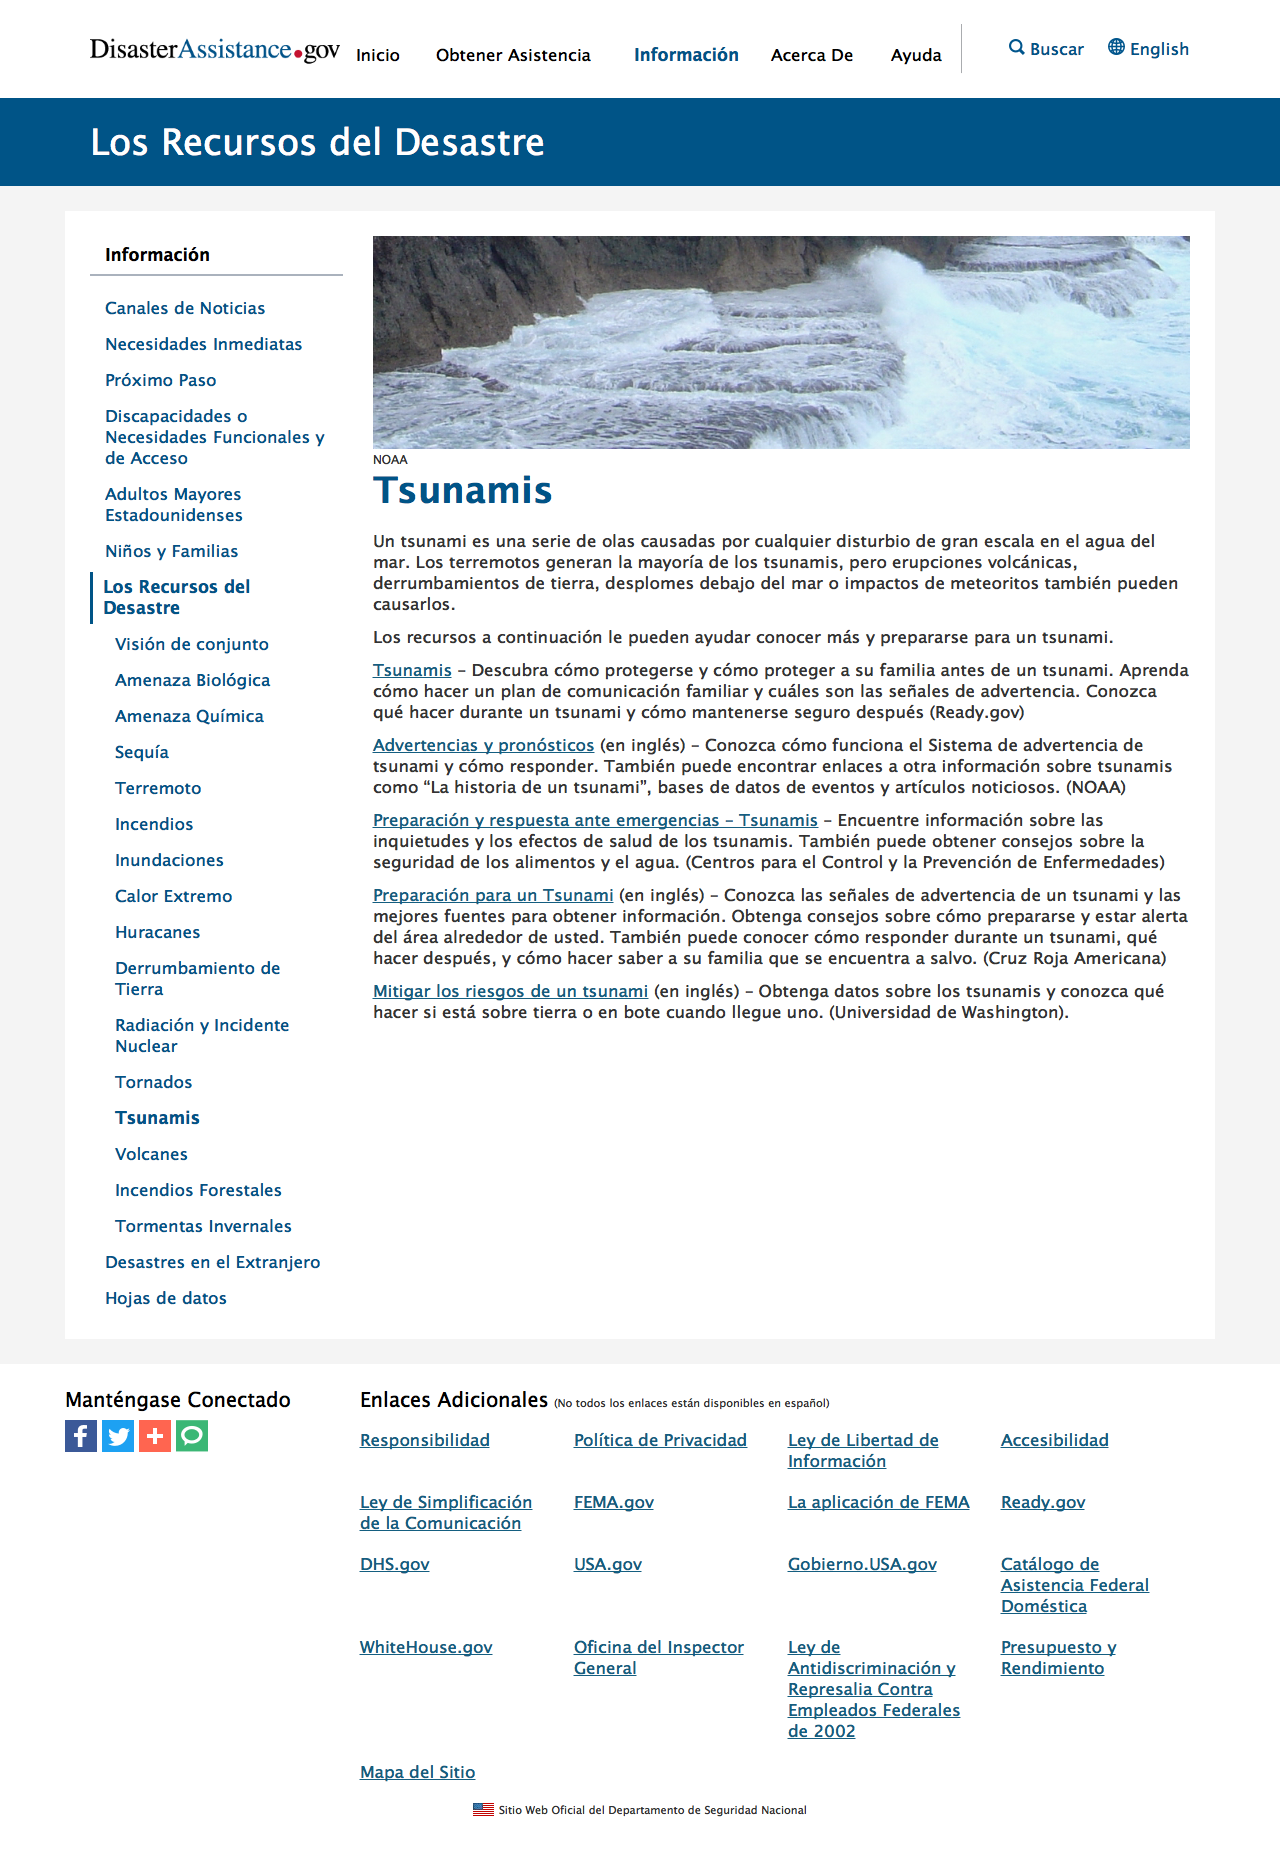 DisasterAssistance.gov
Inicio
Obtener Asistencia
Información
Acerca De
Ayuda
Buscar
English
Los Recursos del Desastre
Información
Canales de Noticias
Necesidades Inmediatas
Próximo Paso
Discapacidades o
Necesidades Funcionales y
de Acceso
Adultos Mayores
Estadounidenses
Niños y Familias
Los Recursos del
Desastre
Visión de conjunto
Amenaza Biológica
Amenaza Química
Sequía
Terremoto
Incendios
Inundaciones
Calor Extremo
Huracanes
Derrumbamiento de
Tierra
Radiación y Incidente
Nuclear
Tornados
Tsunamis
Volcanes
Incendios Forestales
Tormentas Invernales
Desastres en el Extranjero
Hojas de datos
NOAA
Tsunamis
Un tsunami es una serie de olas causadas por cualquier disturbio de gran escala en el agua del
mar. Los terremotos generan la mayoría de los tsunamis, pero erupciones volcánicas,
derrumbamientos de tierra, desplomes debajo del mar o impactos de meteoritos también pueden
causarlos.
Los recursos a continuación le pueden ayudar conocer más y prepararse para un tsunami.
Tsunamis – Descubra cómo protegerse y cómo proteger a su familia antes de un tsunami. Aprenda
cómo hacer un plan de comunicación familiar y cuáles son las señales de advertencia. Conozca
qué hacer durante un tsunami y cómo mantenerse seguro después (Ready.gov)
Advertencias y pronósticos (en inglés) – Conozca cómo funciona el Sistema de advertencia de
tsunami y cómo responder. También puede encontrar enlaces a otra información sobre tsunamis
como “La historia de un tsunami”, bases de datos de eventos y artículos noticiosos. (NOAA)
Preparación y respuesta ante emergencias – Tsunamis – Encuentre información sobre las
inquietudes y los efectos de salud de los tsunamis. También puede obtener consejos sobre la
seguridad de los alimentos y el agua. (Centros para el Control y la Prevención de Enfermedades)
Preparación para un Tsunami (en inglés) – Conozca las señales de advertencia de un tsunami y las
mejores fuentes para obtener información. Obtenga consejos sobre cómo prepararse y estar alerta
del área alrededor de usted. También puede conocer cómo responder durante un tsunami, qué
hacer después, y cómo hacer saber a su familia que se encuentra a salvo. (Cruz Roja Americana)
Mitigar los riesgos de un tsunami (en inglés) – Obtenga datos sobre los tsunamis y conozca qué
hacer si está sobre tierra o en bote cuando llegue uno. (Universidad de Washington).
Manténgase Conectado
Enlaces Adicionales (No todos los enlaces están disponibles en español)
Responsibilidad
Política de Privacidad
Ley de Libertad de
Información
Accesibilidad
Ley de Simplificación
de la Comunicación
FEMA.gov
La aplicación de FEMA
Ready.gov
DHS.gov
USA.gov
Gobierno.USA.gov
Catálogo de
Asistencia Federal
Doméstica
WhiteHouse.gov
Oficina del Inspector
General
Ley de
Antidiscriminación y
Represalia Contra
Empleados Federales
de 2002
Presupuesto y
Rendimiento
Mapa del Sitio
Sitio Web Oficial del Departamento de Seguridad Nacional